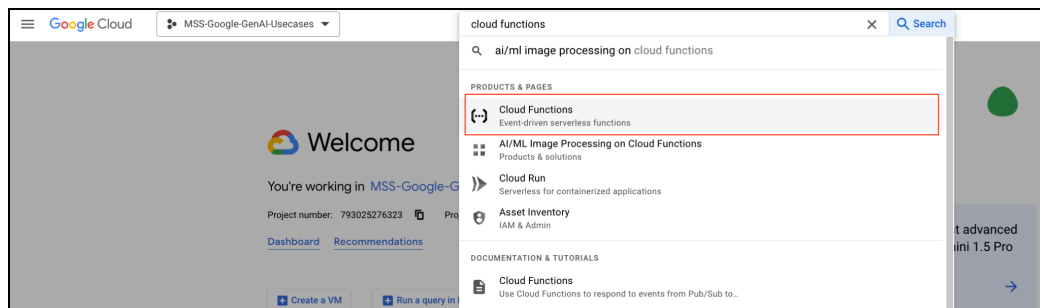 Google Cloud
MSS-Google-GenAI-Usecases
cloud functions
Search
ai/ml image processing on cloud functions
PRODUCTS & PAGES
Cloud Functions
Event-driven serverless functions
AI/ML Image Processing on Cloud Functions
Products & solutions
Cloud Run
Serverless for containerized applications
Asset Inventory
IAM & Admin
DOCUMENTATION & TUTORIALS
Cloud Functions
Use Cloud Functions to respond to events from Pub/Sub to…
Welcome
You're working in MSS-Google-G
Project number: 793025276323
Pro
Dashboard Recommendations
Create a VM
Run a query in
t advanced
ini 1.5 Pro